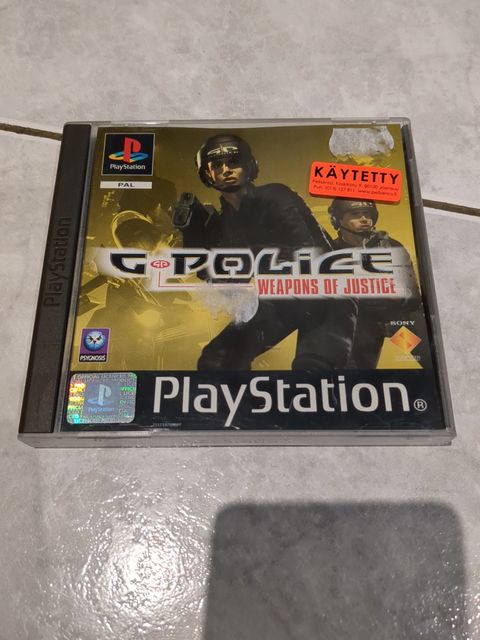 PlayStation
PlayStation
PAL
KÄYTETTY
G-POLICE
WEAPONS OF JUSTICE
PSYGNOSIS
SONY
PlayStation®